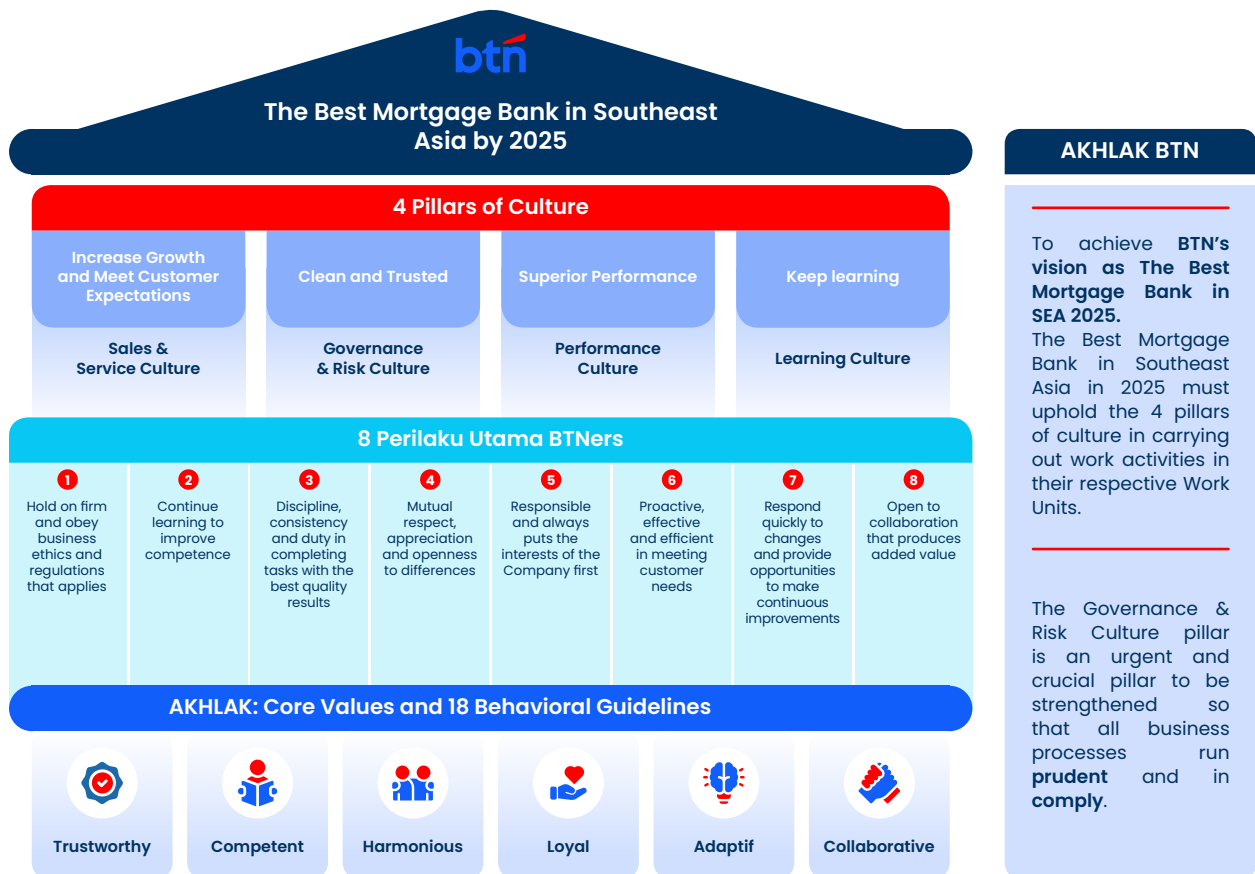 btn
The Best Mortgage Bank in Southeast
Asia by 2025
4 Pillars of Culture
Increase Growth
and Meet Customer
Expectations
Sales &
Service Culture
Clean and Trusted
Governance
& Risk Culture
Superior Performance
Performance
Culture
Keep learning
Learning Culture
8 Perilaku Utama BTNers
1
Hold on firm
and obey
business
ethics and
regulations
that applies
2
Continue
learning to
improve
competence
3
Discipline,
consistency
and duty in
completing
tasks with the
best quality
results
4
Mutual
respect,
appreciation
and openness
to differences
5
Responsible
and always
puts the
interests of the
Company first
6
Proactive,
effective
and efficient
in meeting
customer
needs
7
Respond
quickly to
changes
and provide
opportunities
to make
continuous
improvements
8
Open to
collaboration
that produces
added value
AKHLAK: Core Values and 18 Behavioral Guidelines
Trustworthy
Competent
Harmonious
Loyal
Adaptif
Collaborative
AKHLAK BTN
To achieve BTN's
vision as The Best
Mortgage Bank in
SEA 2025.
The Best Mortgage
Bank in Southeast
Asia in 2025 must
uphold the 4 pillars
of culture in carrying
out work activities in
their respective Work
Units.
The Governance &
Risk Culture pillar
is an urgent and
crucial pillar to be
strengthened so
that all business
processes run
prudent and in
comply.